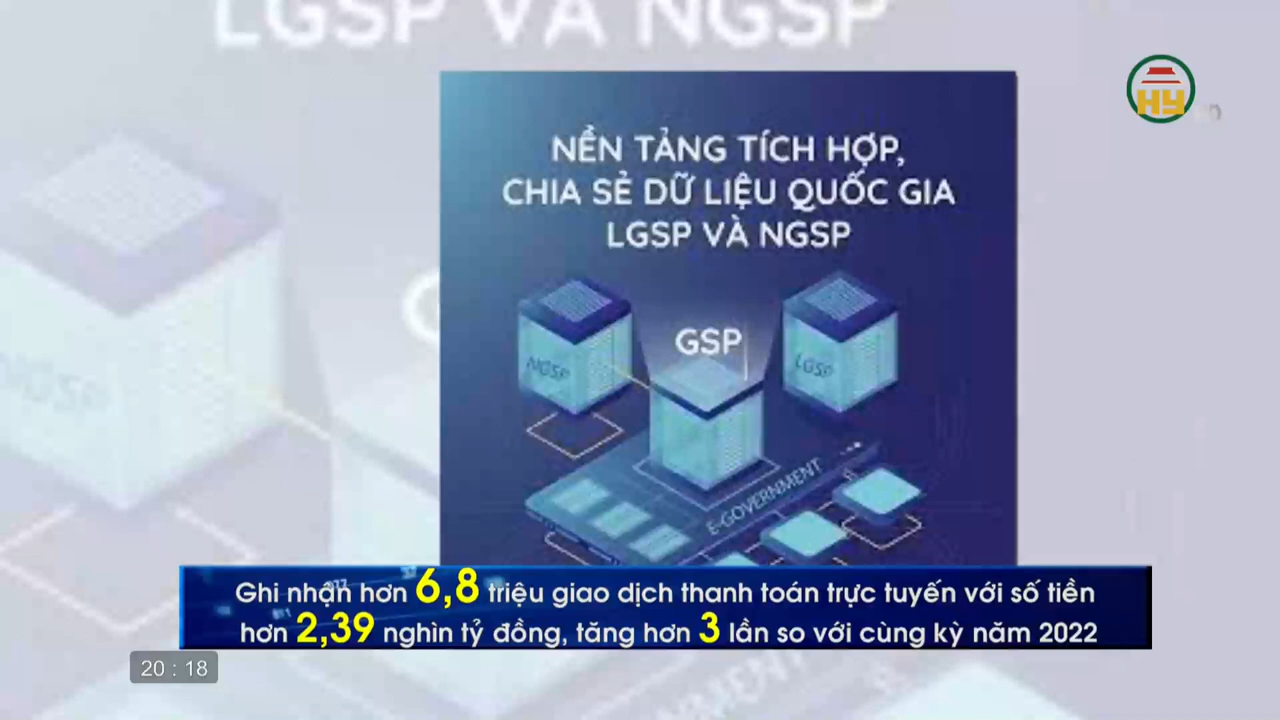 LGSP VÀ NGSP
HY
NỀN TẢNG TÍCH HỢP,
CHIA SẺ DỮ LIỆU QUỐC GIA
LGSP VÀ NGSP
GSP
NGSP
LGSP
NGSP
E-GOVERNMENT
Ghi nhận hơn 6,8 triệu giao dịch thanh toán trực tuyến với số tiền
hơn 2,39 nghìn tỷ đồng, tăng hơn 3 lần so với cùng kỳ năm 2022
20 : 18